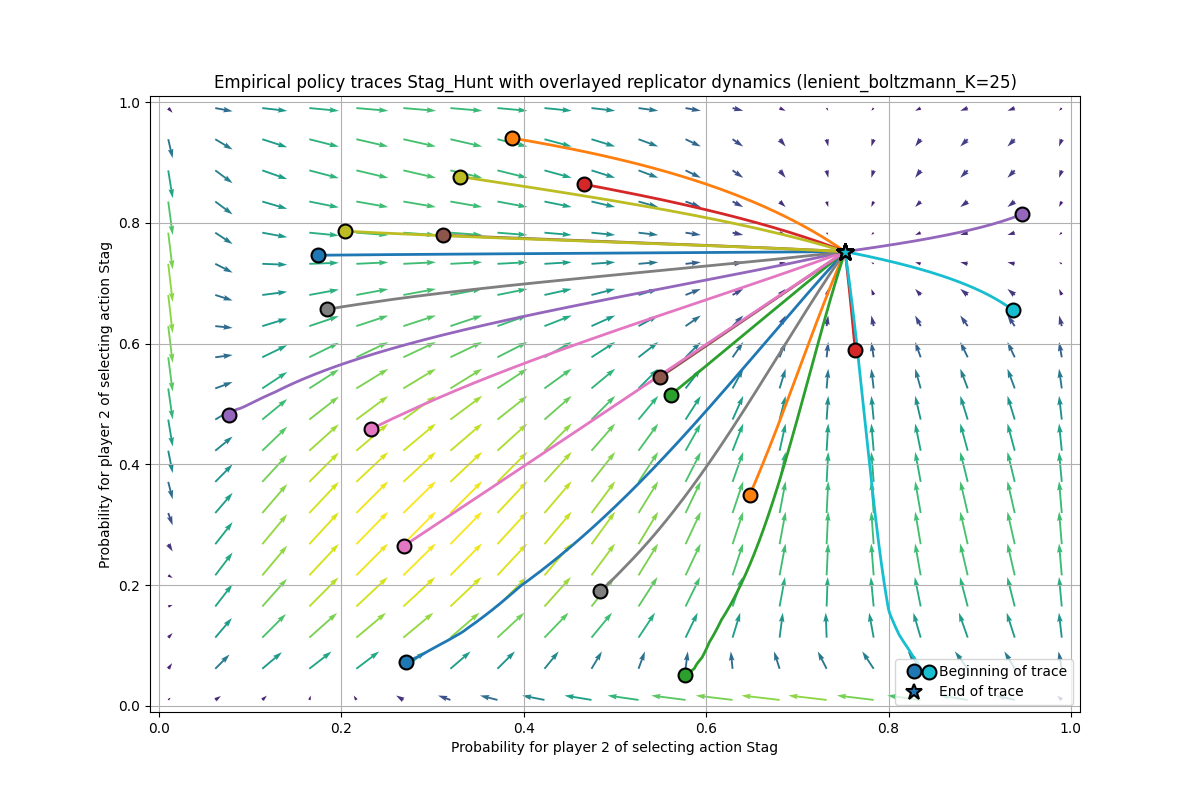 Empirical policy traces Stag_Hunt with overlayed replicator dynamics (lenient_boltzmann_K=25)
1.0
0.8
0.6
0.4
0.2
0.0
Probability for player 2 of selecting action Stag
Beginning of trace
End of trace
0.0 0.2 0.4 0.6 0.8 1.0
Probability for player 2 of selecting action Stag